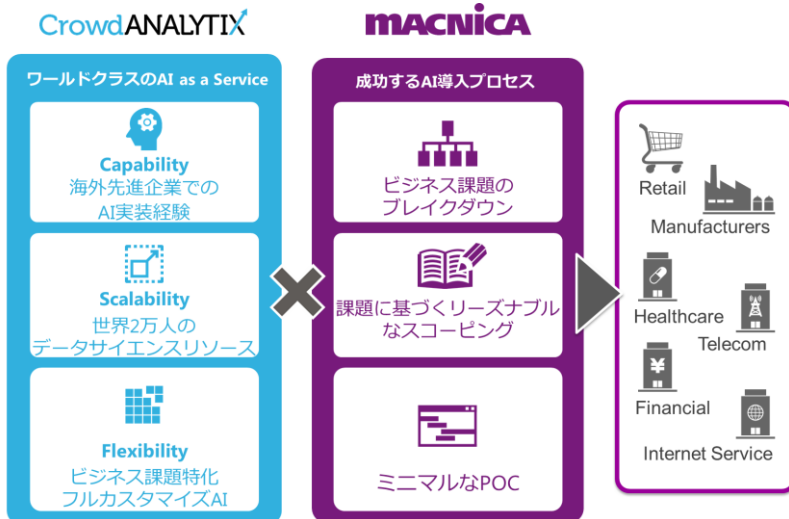 CrowdANALYTIX
macnica
ワールドクラスのAI as a Service
Capability
海外先進企業での
AI実装経験
Scalability
世界2万人の
データサイエンスリソース
Flexibility
ビジネス課題特化
フルカスタマイズAI
成功するAI導入プロセス
ビジネス課題の
ブレイクダウン
課題に基づくリーズナブル
なスコーピング
ミニマルなPOC
Retail
Manufacturers
Healthcare
Telecom
¥
Financial
Internet Service